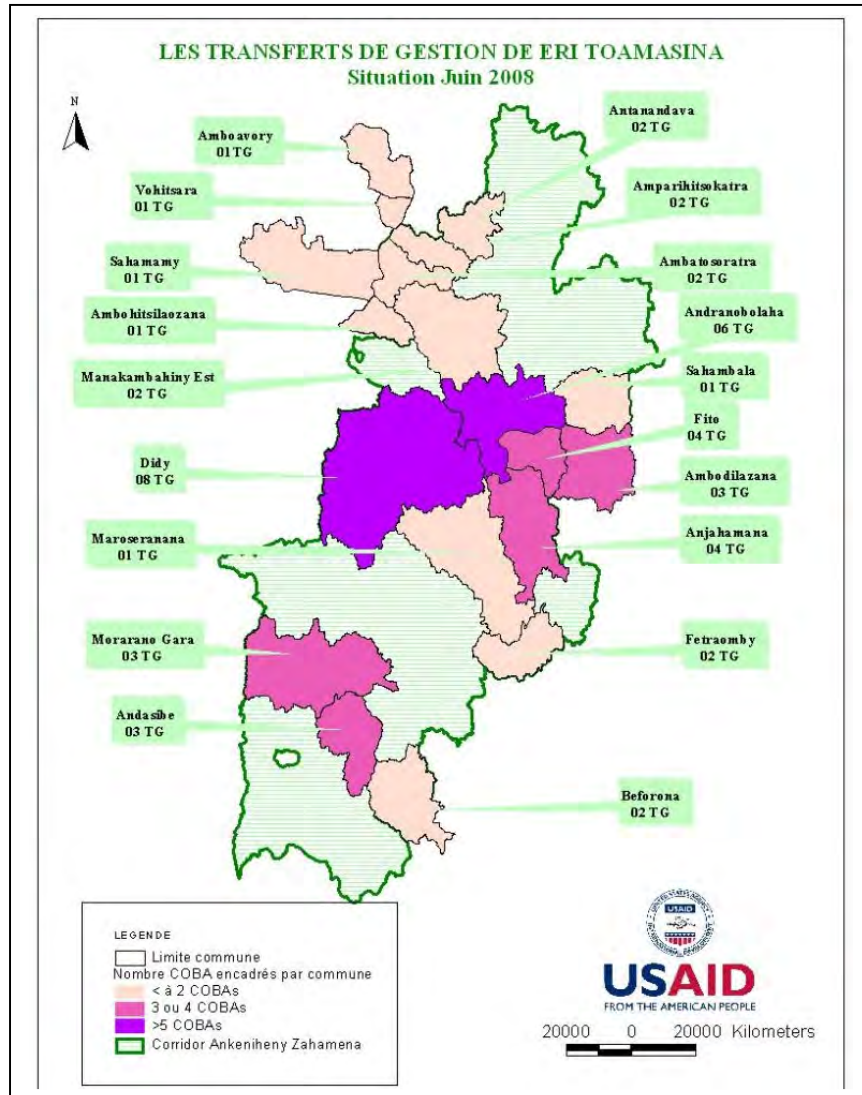 LES TRANSFERTS DE GESTION DE ERI TOAMASINA
Situation Juin 2008
N
Amboavory
01 TG
Vohitsara
01 TG
Sahamamy
01 TG
Ambohitsilaozana
01 TG
Manakambahiny Est
02 TG
Didy
08 TG
Maroseranana
01 TG
Morarano Gara
03 TG
Andasibe
03 TG
Antanandava
02 TG
Amparihitsokatra
02 TG
Ambatosoratra
02 TG
Andranobolaha
06 TG
Sahambala
01 TG
Fito
04 TG
Ambodilazana
03 TG
Anjahamana
04 TG
Fetraomby
02 TG
Beforona
02 TG
LEGENDE
Limite commune
Nombre COBA encadrés par commune
< à 2 COBAs
3 ou 4 COBAs
>5 COBAs
Corridor Ankeniheny Zahamena
USAID
USAID
FROM THE AMERICAN PEOPLE
20000 0 20000 Kilometers